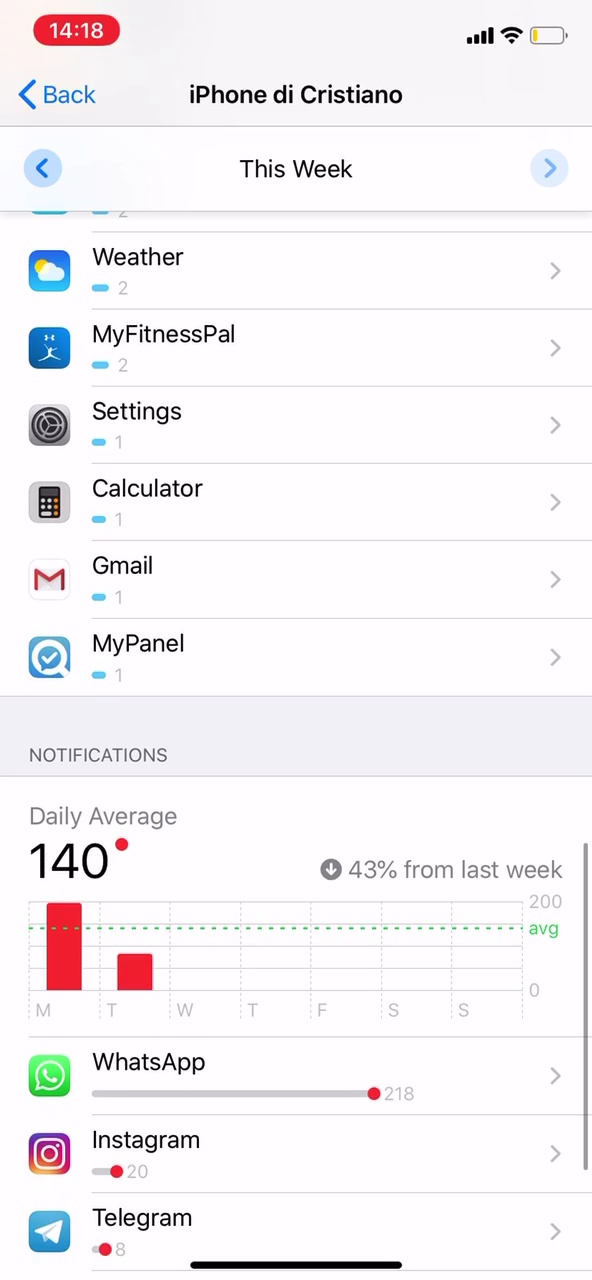 14:18
Back
iPhone di Cristiano
This Week
2
Weather
2
MyFitnessPal
2
Settings
1
Calculator
1
Gmail
1
MyPanel
1
NOTIFICATIONS
Daily Average
140
43% from last week
200
avg
0
M T W T F S S
WhatsApp
218
Instagram
20
Telegram
8